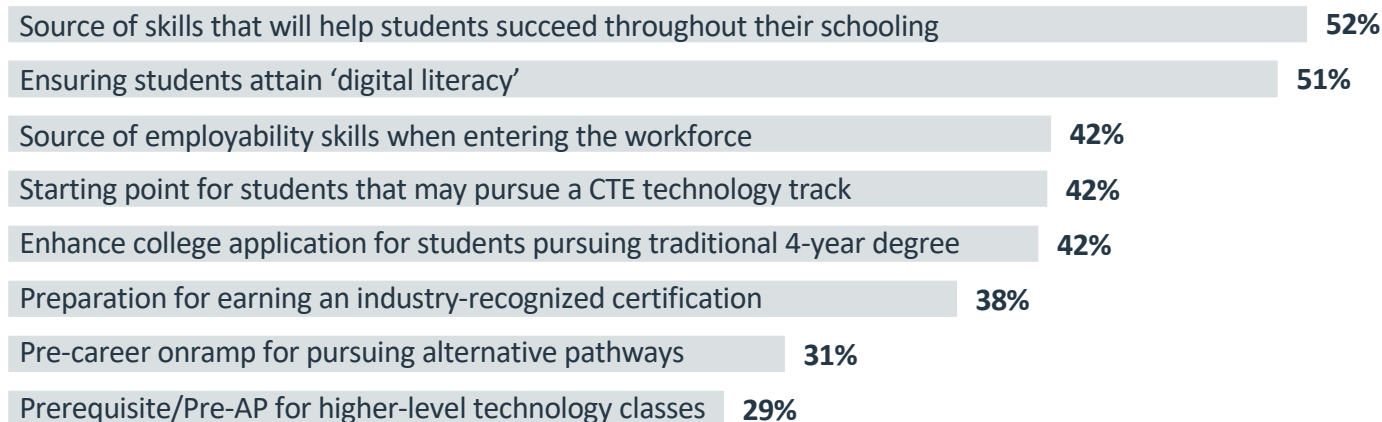 Source of skills that will help students succeed throughout their schooling 52%
Ensuring students attain ‘digital literacy’ 51%
Source of employability skills when entering the workforce 42%
Starting point for students that may pursue a CTE technology track 42%
Enhance college application for students pursuing traditional 4-year degree 42%
Preparation for earning an industry-recognized certification 38%
Pre-career onramp for pursuing alternative pathways 31%
Prerequisite/Pre-AP for higher-level technology classes 29%